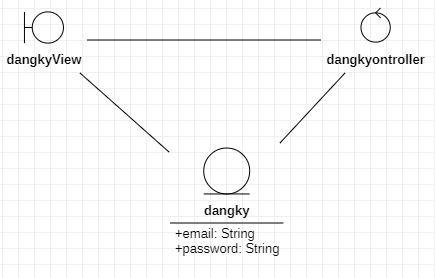 dangkyView
dangkyontroller
dangky
+email: String
+password: String